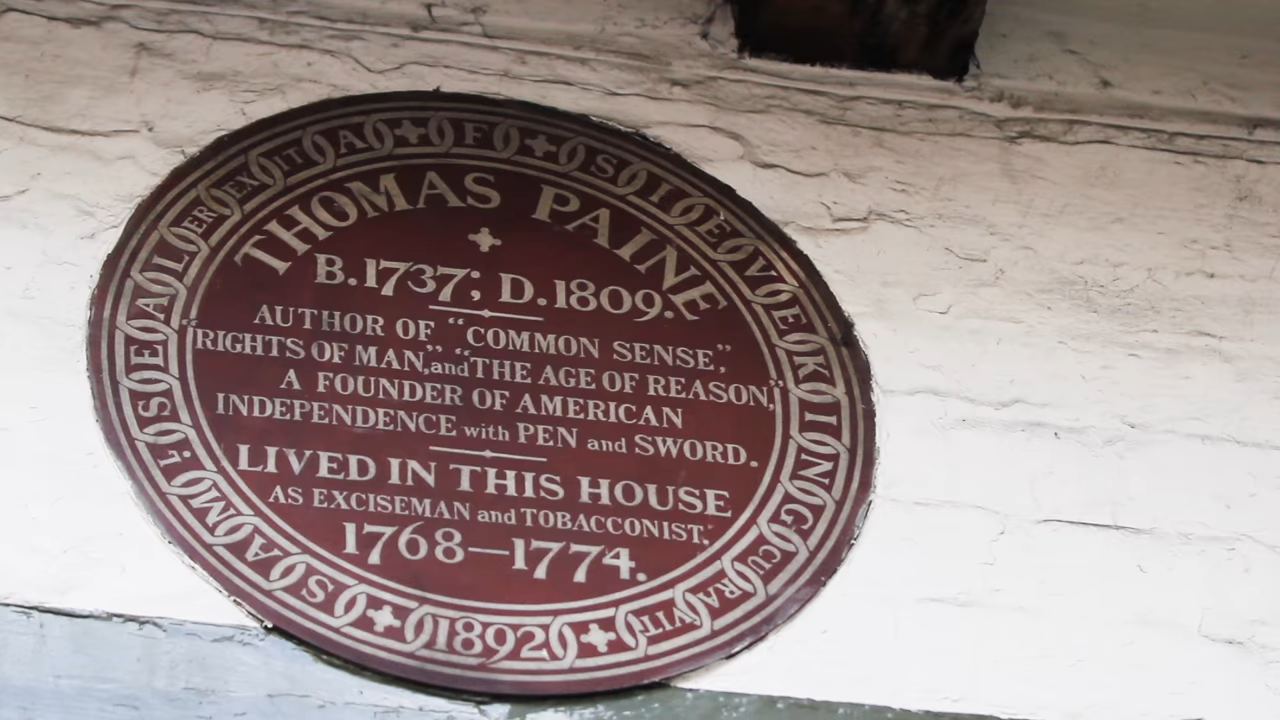 THOMAS PAINE
B.1737; D.1809.
AUTHOR OF "COMMON SENSE,"
"RIGHTS OF MAN," and "THE AGE OF REASON,"
A FOUNDER OF AMERICAN
INDEPENDENCE with PEN and SWORD.
LIVED IN THIS HOUSE
AS EXCISEMAN and TOBACCONIST.
1768–1774.
SAM SEAL EREXIT
A F SIEVEKING CURAVIT
1892